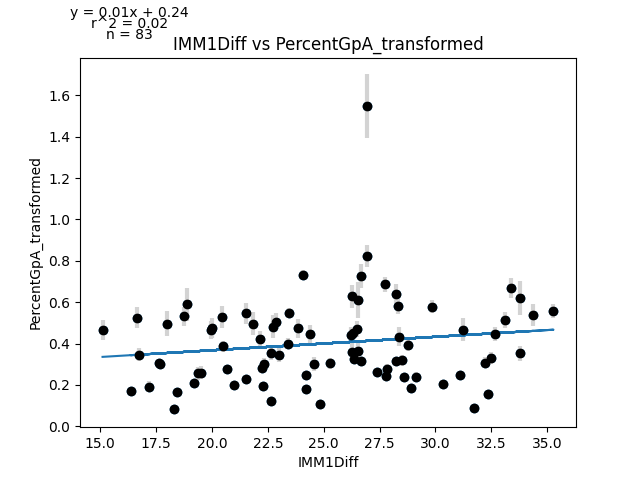 y = 0.01x + 0.24
r^2 = 0.02
n = 83
IMM1Diff vs PercentGpA_transformed
PercentGpA_transformed
1.6
1.4
1.2
1.0
0.8
0.6
0.4
0.2
0.0
15.0 17.5 20.0 22.5 25.0 27.5 30.0 32.5 35.0
IMM1Diff